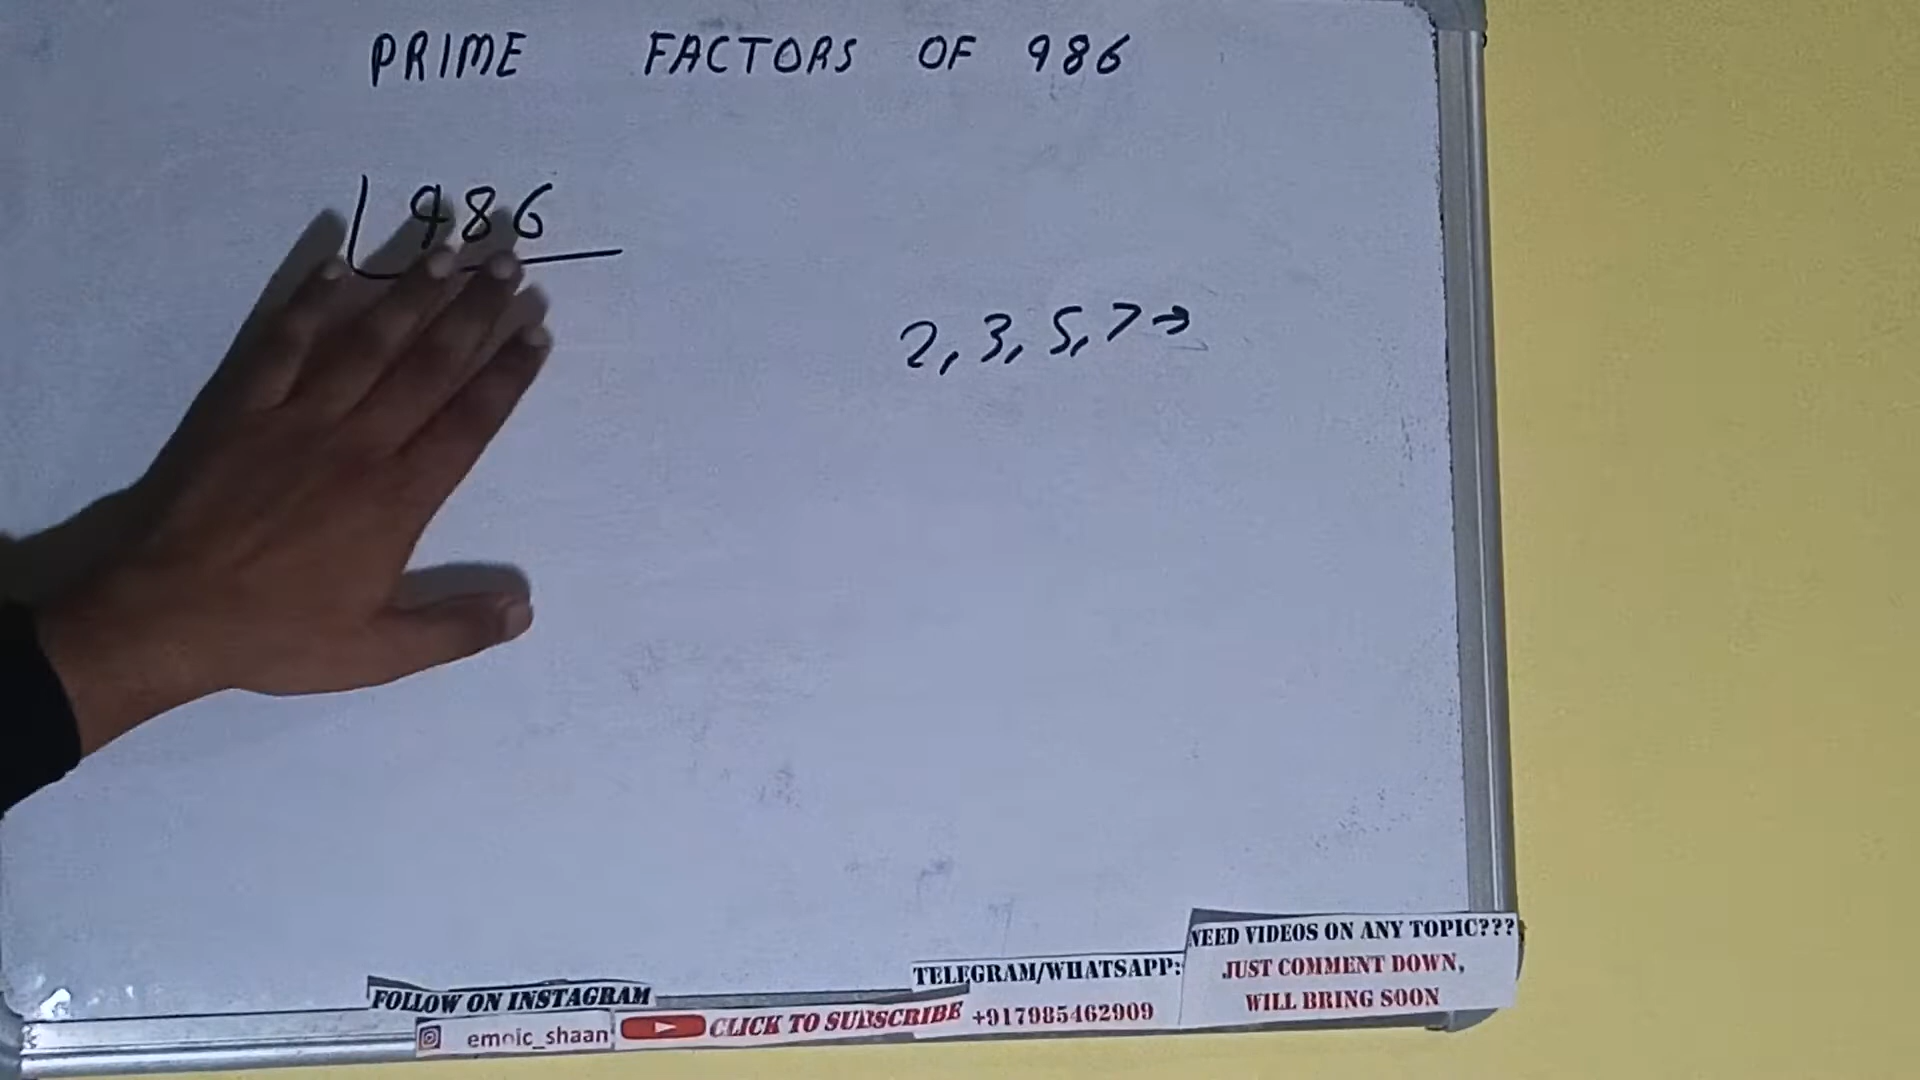 PRIME FACTORS OF 986
986
2, 3, 5, 7 →
NEED VIDEOS ON ANY TOPIC???
JUST COMMENT DOWN,
WILL BRING SOON
TELEGRAM/WHATSAPP:
+917985462909
FOLLOW ON INSTAGRAM
emoic_shaan
CLICK TO SUBSCRIBE